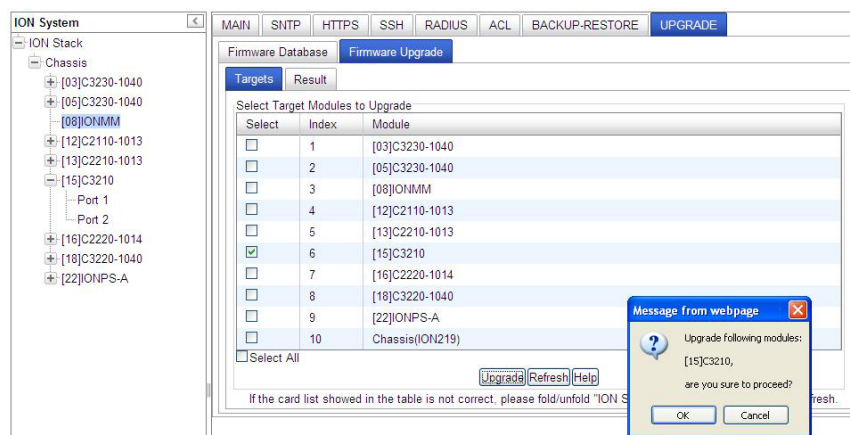 ION System
ION Stack
Chassis
[03]C3230-1040
[05]C3230-1040
[08]IONMM
[12]C2110-1013
[13]C2210-1013
[15]C3210
Port 1
Port 2
[16]C2220-1014
[18]C3220-1040
[22]IONPS-A
MAIN SNTP HTTPS SSH RADIUS ACL BACKUP-RESTORE UPGRADE
Firmware Database Firmware Upgrade
Targets Result
Select Target Modules to Upgrade
Select Index Module
1 [03]C3230-1040
2 [05]C3230-1040
3 [08]IONMM
4 [12]C2110-1013
5 [13]C2210-1013
6 [15]C3210
7 [16]C2220-1014
8 [18]C3220-1040
9 [22]IONPS-A
10 Chassis(ION219)
Select All
Upgrade Refresh Help
If the card list showed in the table is not correct, please fold/unfold "ION S
fresh.
Message from webpage
Upgrade following modules:
[15]C3210,
are you sure to proceed?
OK Cancel